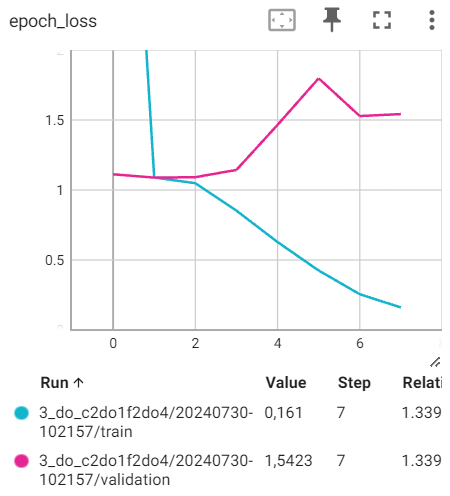 epoch_loss
1.5
1
0.5
0
2
4
6
Run ↑ Value Step Relati
3_do_c2do1f2do4/20240730- 0,161 7 1.339
102157/train
3_do_c2do1f2do4/20240730- 1,5423 7 1.339
102157/validation